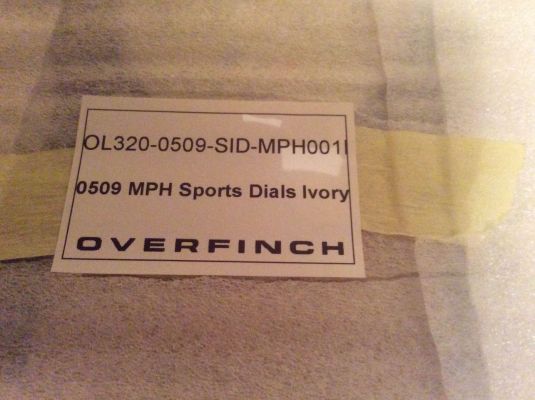 OL320-0509-SID-MPH001I
0509 MPH Sports Dials Ivory
OVERFINCH